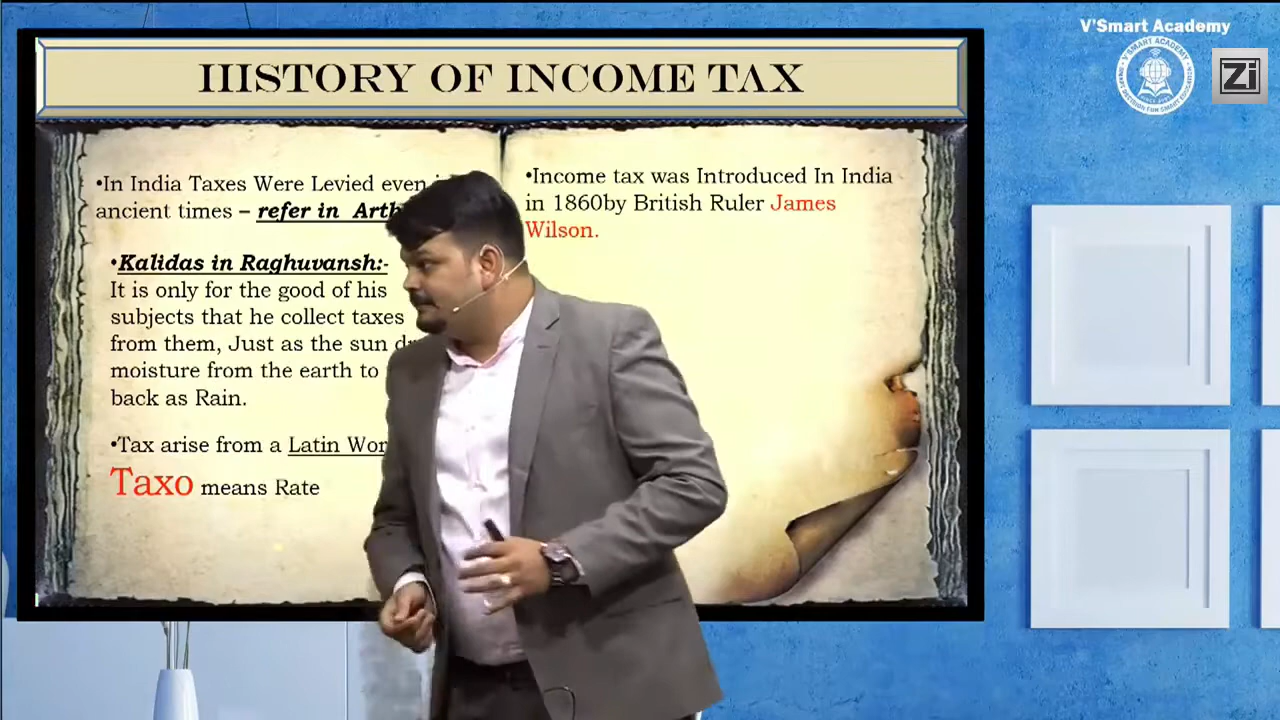 V'Smart Academy
V'SMART ACADEMY
Zi
HISTORY OF INCOME TAX
•In India Taxes Were Levied even
ancient times – refer in
•Kalidas in Raghuvansh:-
It is only for the good of his
subjects that he collect taxes
from them, Just as the sun
moisture from the earth to
back as Rain.
•Tax arise from a Latin
Taxo means Rate
•Income tax was Introduced In India
in 1860by British Ruler James
Wilson.